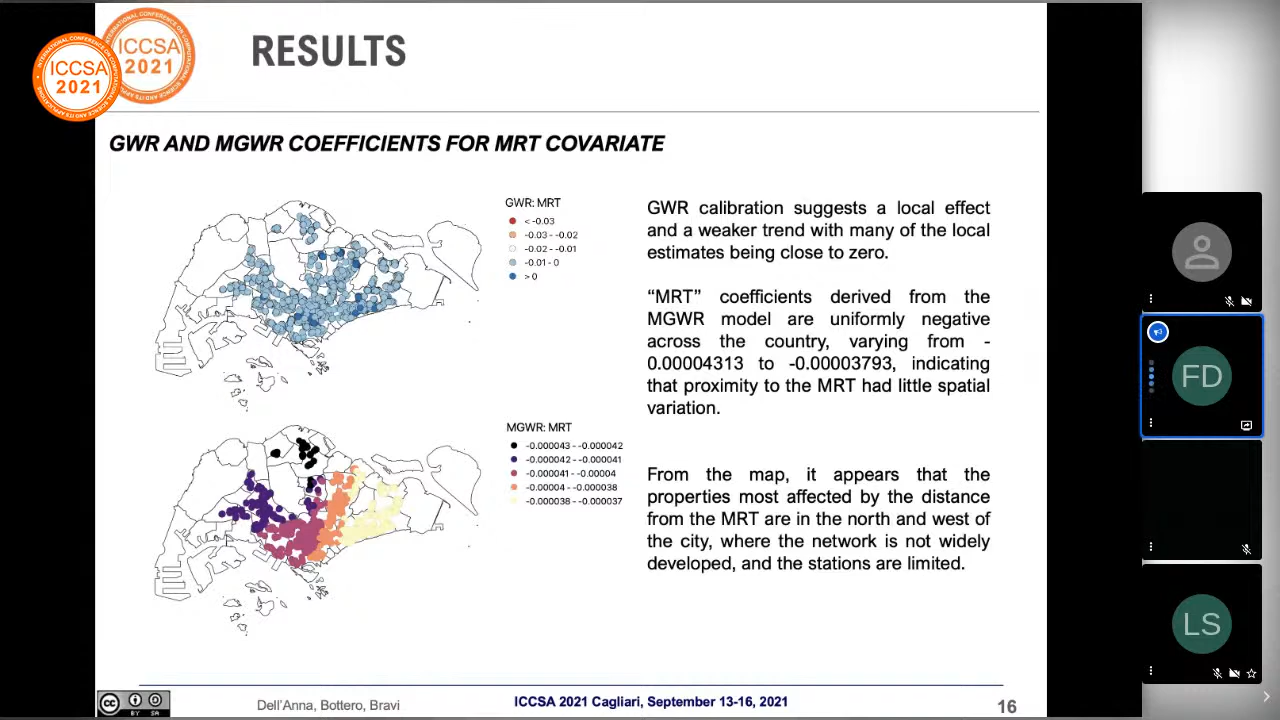 ICCSA
2021
ICCSA
2021
RESULTS
GWR AND MGWR COEFFICIENTS FOR MRT COVARIATE
GWR: MRT
< -0.03
-0.03 - -0.02
-0.02 - -0.01
-0.01 - 0
> 0
GWR calibration suggests a local effect
and a weaker trend with many of the local
estimates being close to zero.
“MRT” coefficients derived from the
MGWR model are uniformly negative
across the country, varying from -
0.00004313 to -0.00003793, indicating
that proximity to the MRT had little spatial
variation.
MGWR: MRT
-0.000043 - -0.000042
-0.000042 - -0.000041
-0.000041 - -0.00004
-0.00004 - -0.000038
-0.000038 - -0.000037
From the map, it appears that the
properties most affected by the distance
from the MRT are in the north and west of
the city, where the network is not widely
developed, and the stations are limited.
FD
LS
cc
BY SA
Dell'Anna, Bottero, Bravi
ICCSA 2021 Cagliari, September 13-16, 2021
16